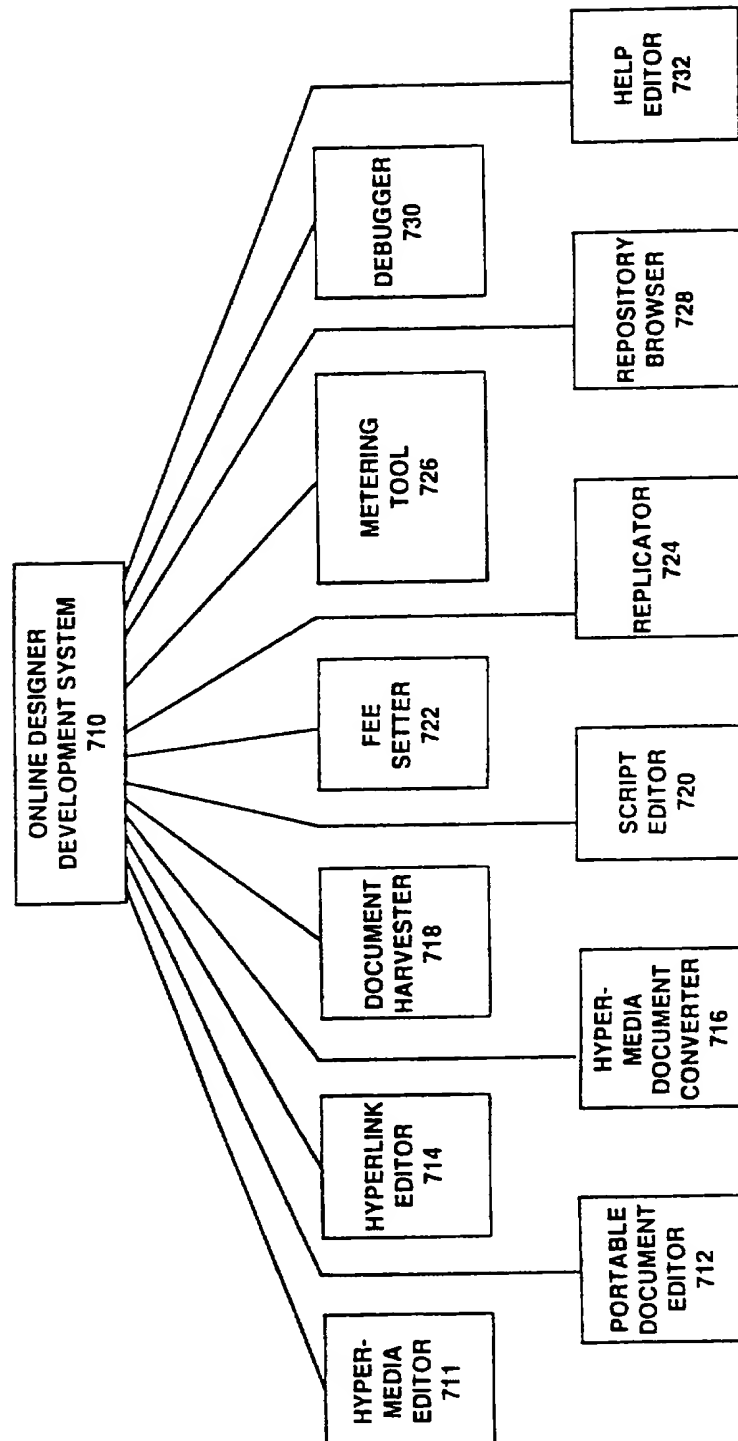 ONLINE DESIGNER
DEVELOPMENT SYSTEM
710
HYPER-
MEDIA
EDITOR
711
HYPERLINK
EDITOR
714
DOCUMENT
HARVESTER
718
FEE
SETTER
722
METERING
TOOL
726
DEBUGGER
730
PORTABLE
DOCUMENT
EDITOR
712
HYPER-
MEDIA
DOCUMENT
CONVERTER
716
SCRIPT
EDITOR
720
REPLICATOR
724
REPOSITORY
BROWSER
728
HELP
EDITOR
732